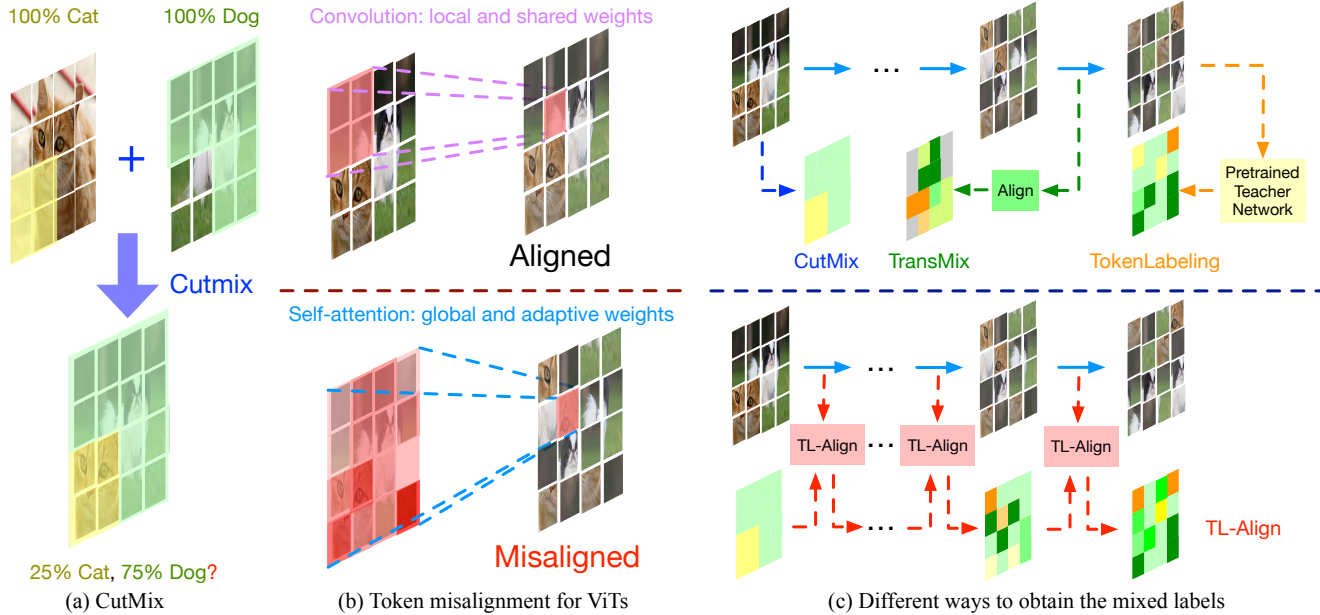 100% Cat
100% Dog
+
Cutmix
25% Cat, 75% Dog?
(a) CutMix
Convolution: local and shared weights
Aligned
Self-attention: global and adaptive weights
Misaligned
(b) Token misalignment for ViTs
...
Align
Pretrained
Teacher
Network
CutMix
TransMix
TokenLabeling
...
TL-Align
...
TL-Align
TL-Align
...
TL-Align
(c) Different ways to obtain the mixed labels